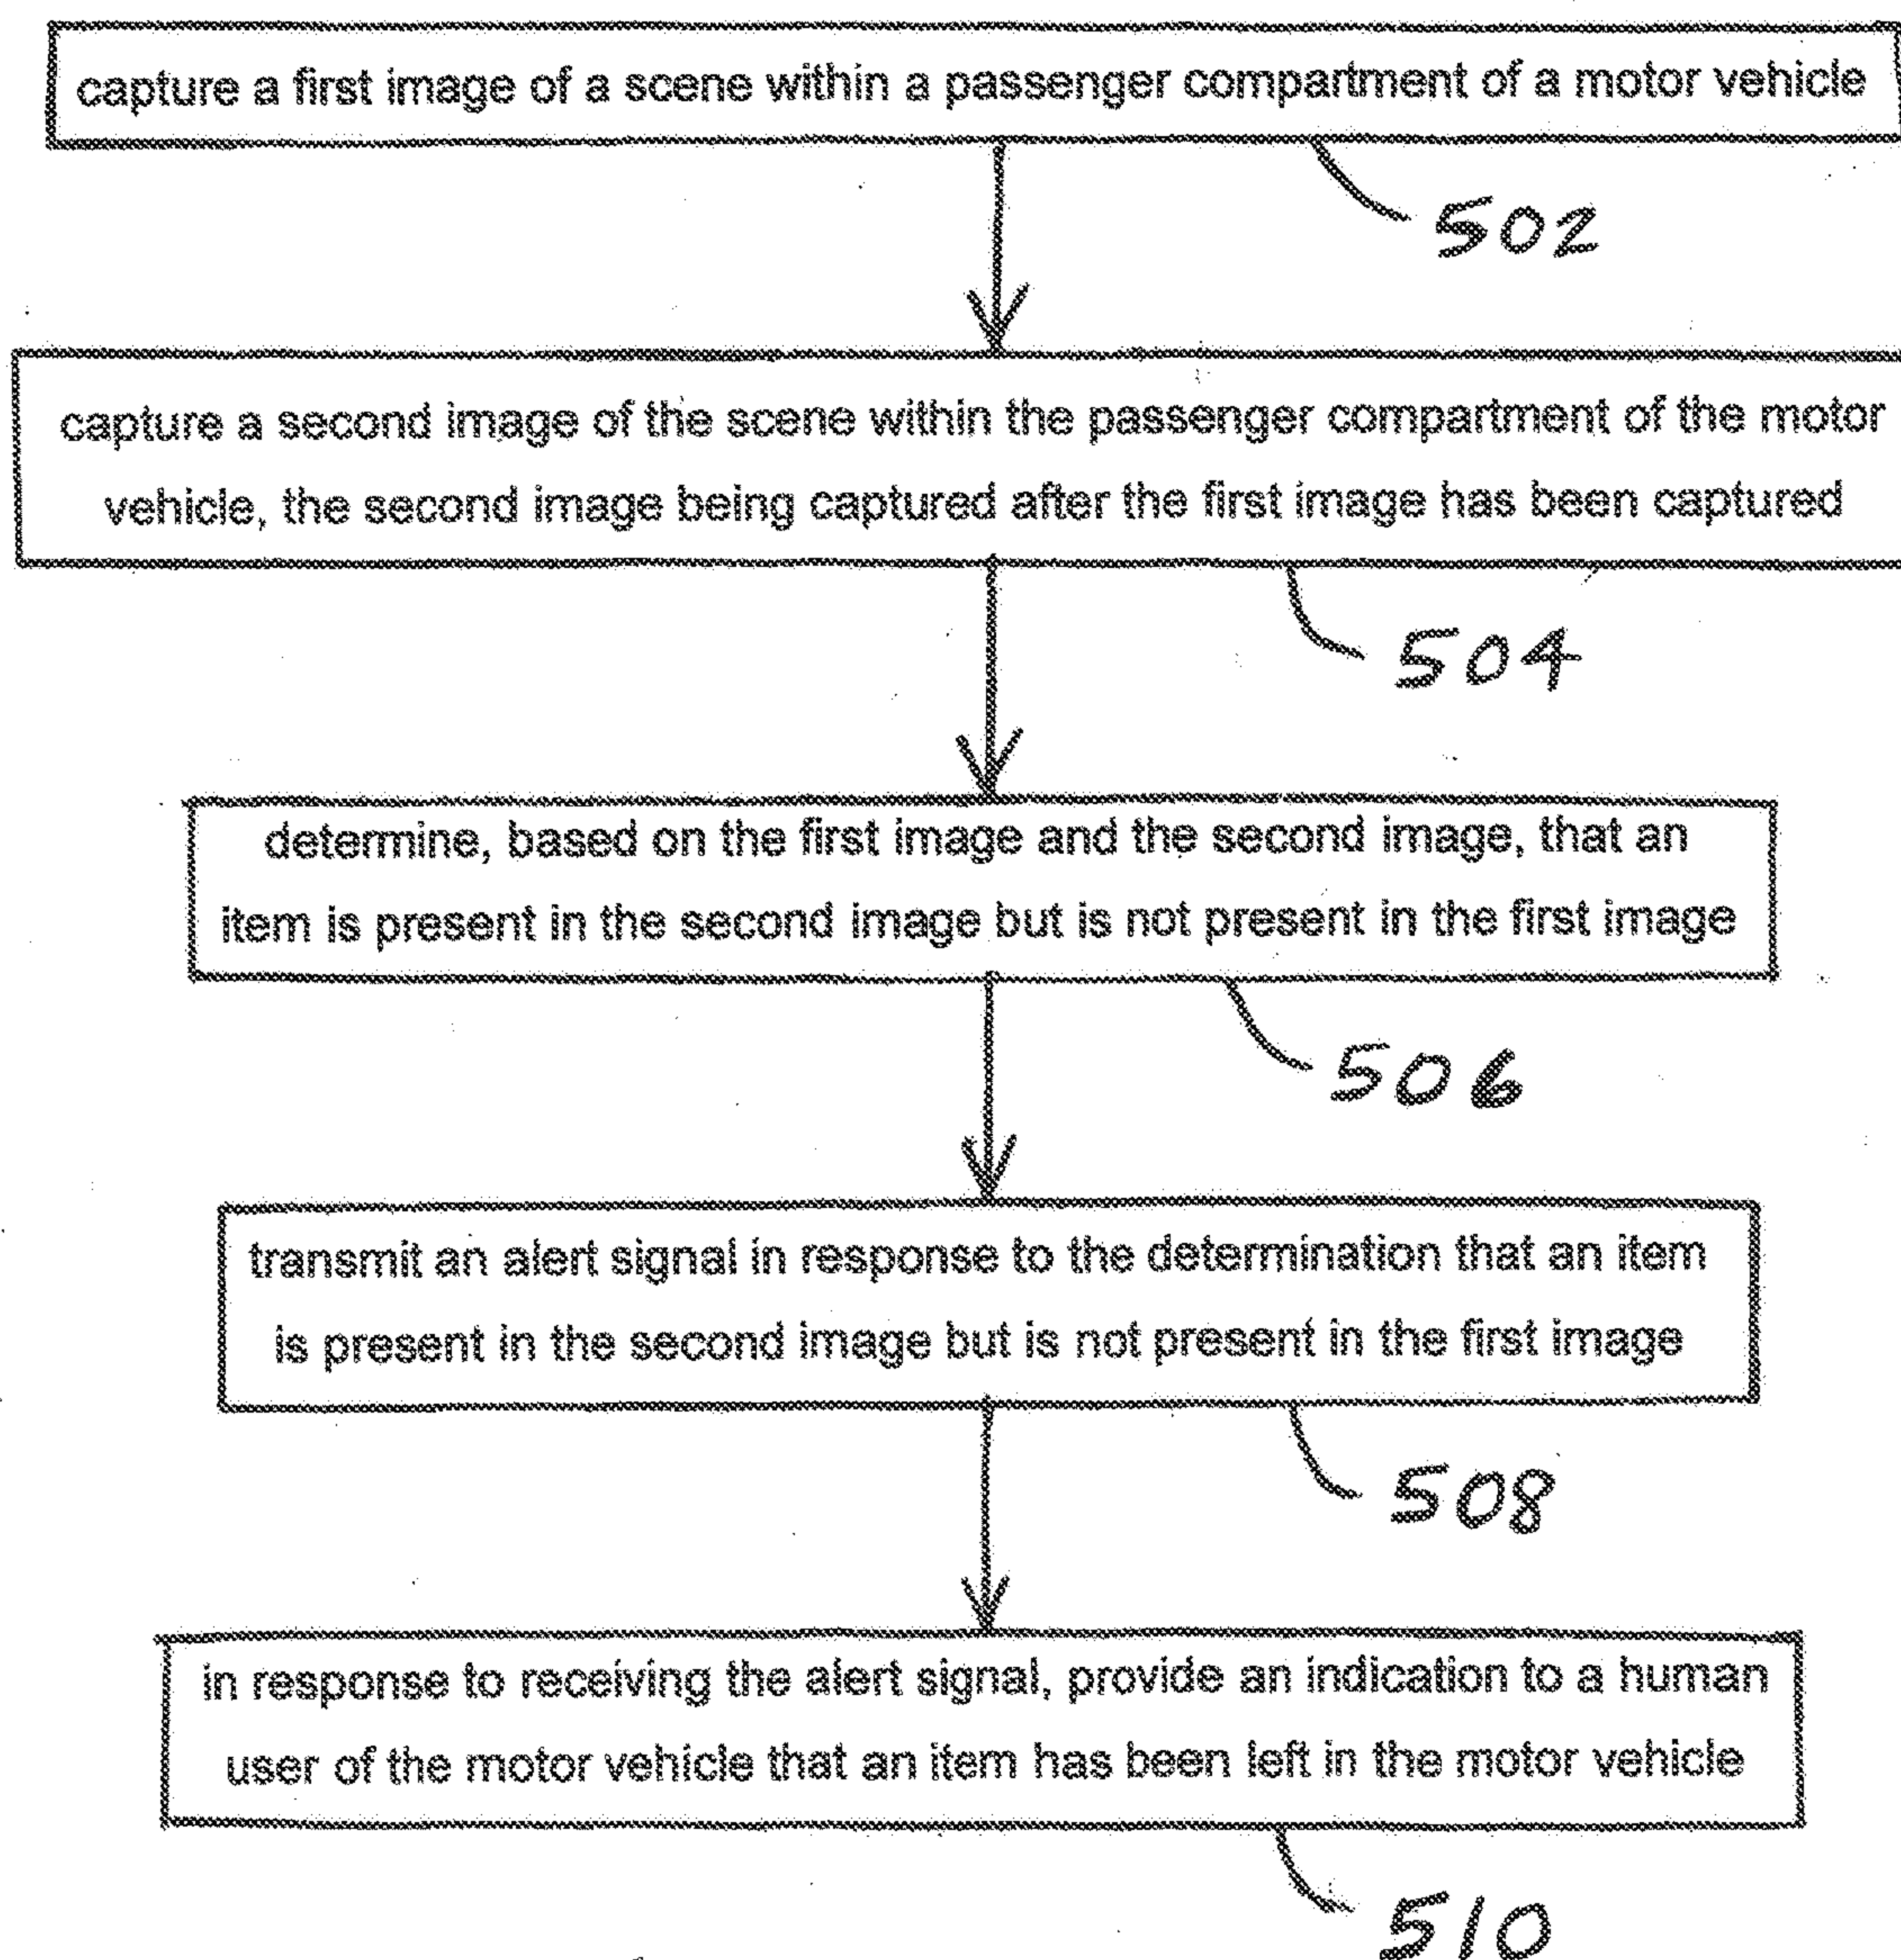 capture a first image of a scene within a passenger compartment of a motor vehicle
502
capture a second image of the scene within the passenger compartment of the motor
vehicle, the second image being captured after the first image has been captured
504
determine, based on the first image and the second image, that an
item is present in the second image but is not present in the first image
506
transmit an alert signal in response to the determination that an item
is present in the second image but is not present in the first image
508
in response to receiving the alert signal, provide an indication to a human
user of the motor vehicle that an item has been left in the motor vehicle
510